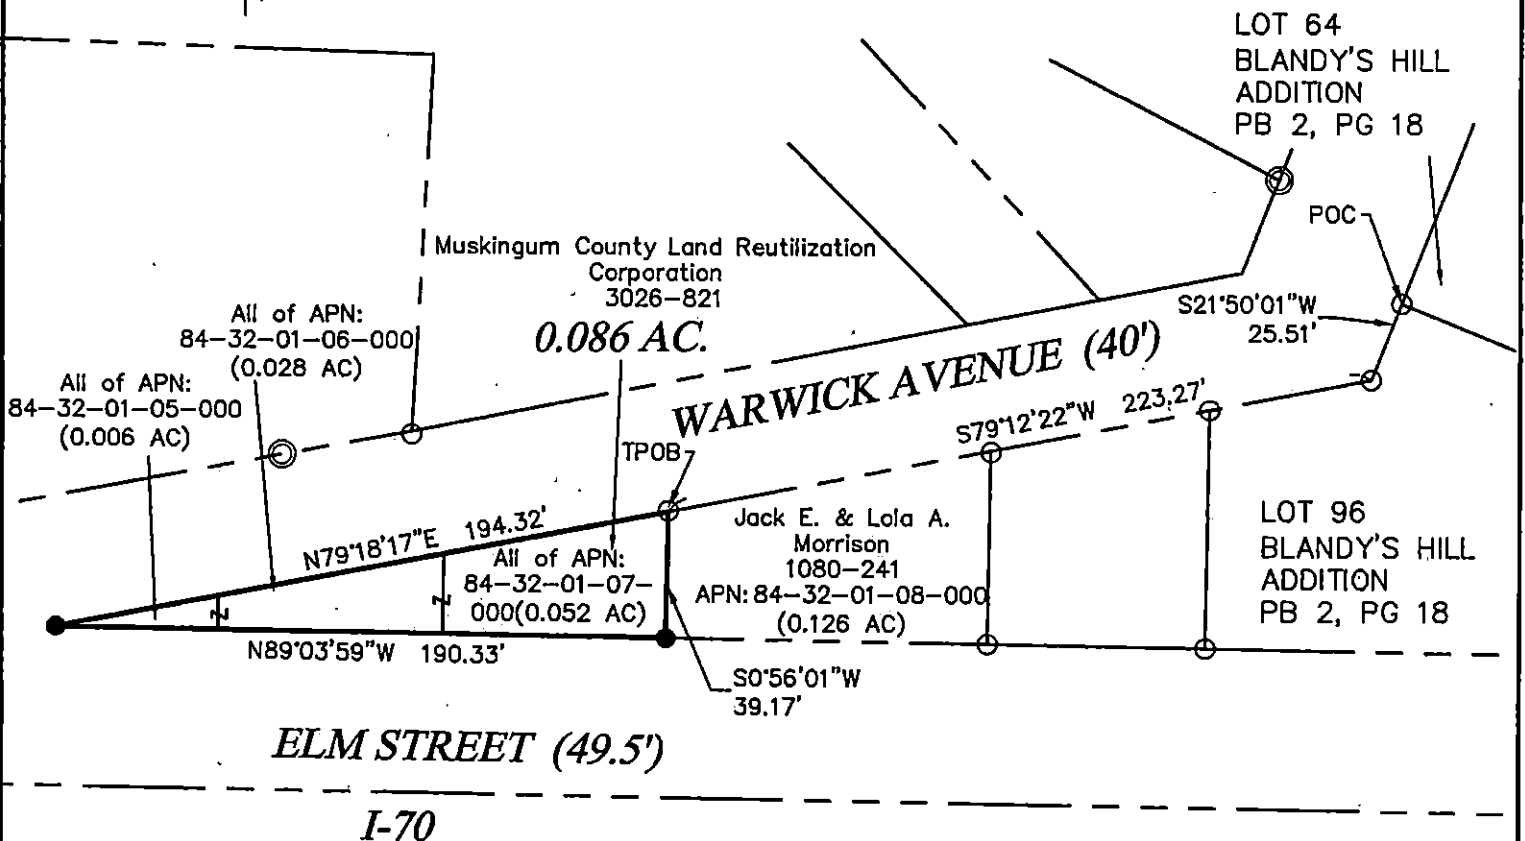 LOT 64
BLANDY'S HILL
ADDITION
PB 2, PG 18
POC
S21°50'01"W
25.51'
Muskingum County Land Reutilization
Corporation
3026-821
0.086 AC.
All of APN:
84-32-01-06-000
(0.028 AC)
All of APN:
84-32-01-05-000
(0.006 AC)
WARWICK AVENUE (40')
S79°12'22"W 223.27'
TPOB
N79°18'17"E 194.32'
All of APN:
84-32-01-07-
000(0.052 AC)
Jack E. & Lola A.
Morrison
1080-241
APN: 84-32-01-08-000
(0.126 AC)
LOT 96
BLANDY'S HILL
ADDITION
PB 2, PG 18
N89°03'59"W 190.33'
S0°56'01"W
39.17'
ELM STREET (49.5')
I-70